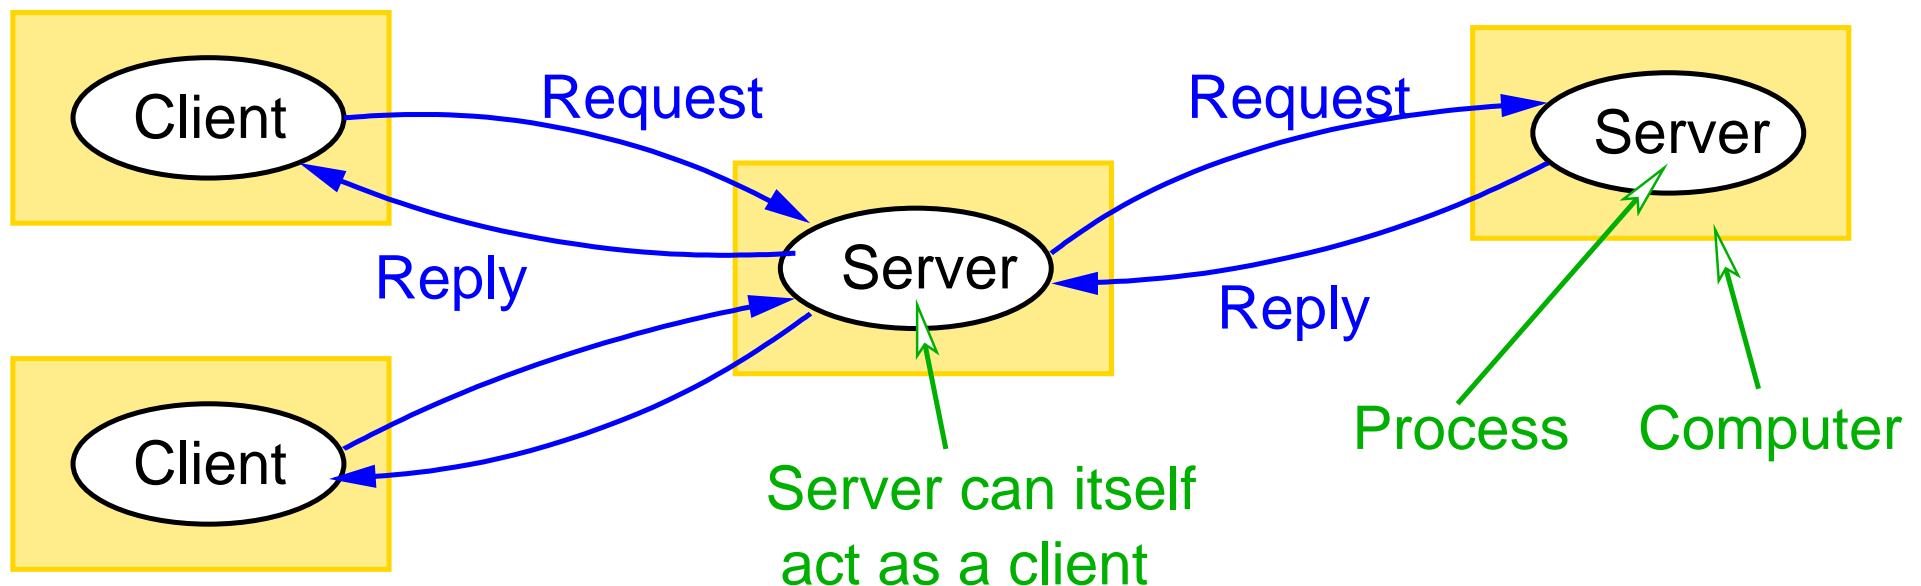 Client
Request
Request
Server
Reply
Server
Reply
Client
Process
Computer
Server can itself
act as a client